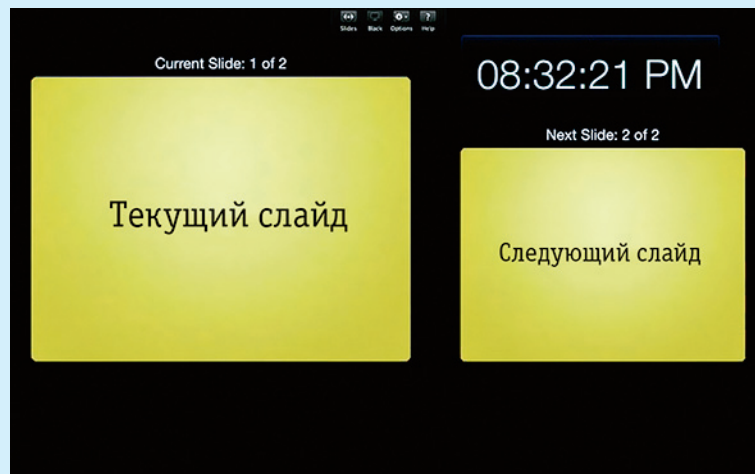 Slides Black Options Help
Current Slide: 1 of 2
08:32:21 PM
Next Slide: 2 of 2
Текущий слайд
Следующий слайд